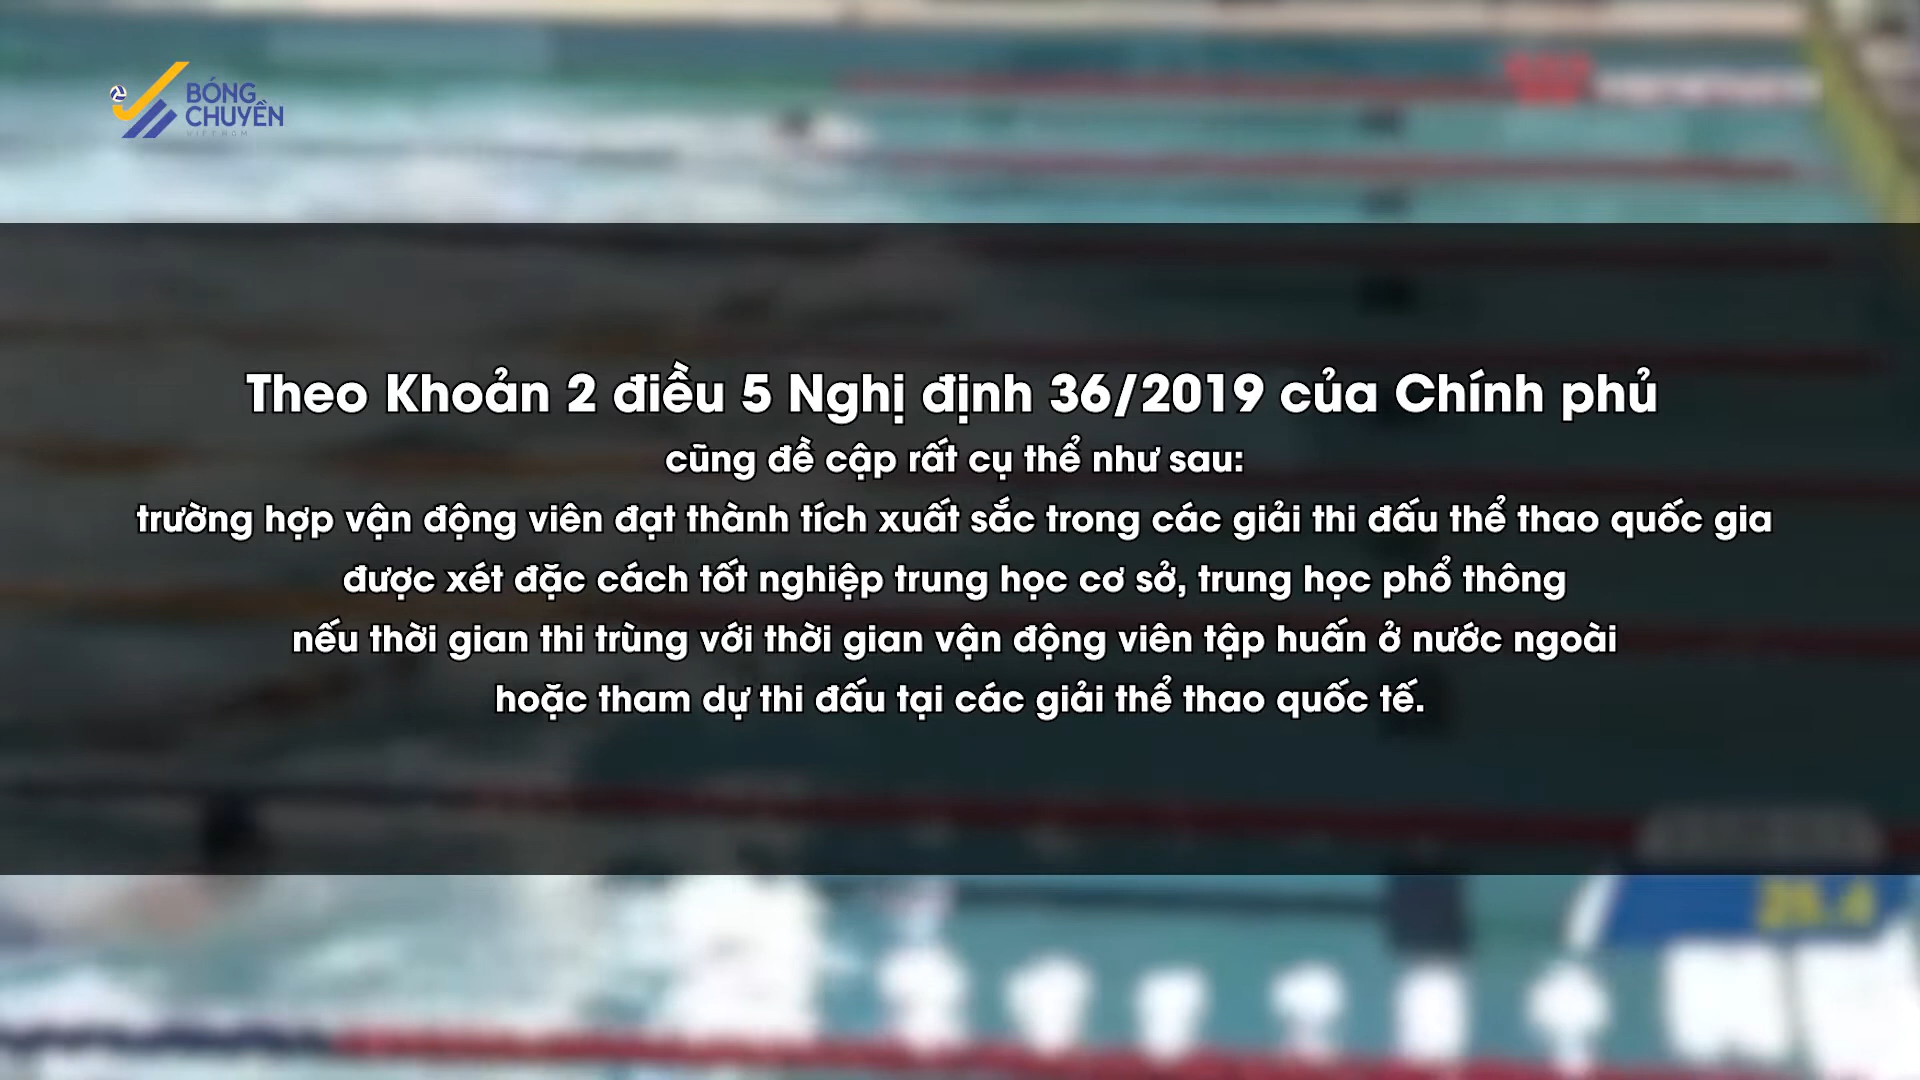 BÓNG
CHUYỀN
VIETNAM
Theo Khoản 2 điều 5 Nghị định 36/2019 của Chính phủ
cũng đề cập rất cụ thể như sau:
trường hợp vận động viên đạt thành tích xuất sắc trong các giải thi đấu thể thao quốc gia
được xét đặc cách tốt nghiệp trung học cơ sở, trung học phổ thông
nếu thời gian thi trùng với thời gian vận động viên tập huấn ở nước ngoài
hoặc tham dự thi đấu tại các giải thể thao quốc tế.